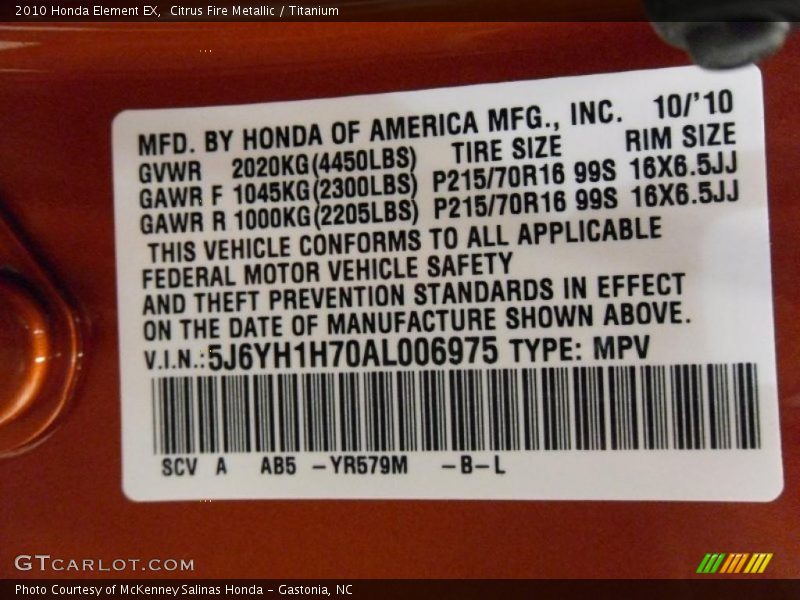 2010 Honda Element EX,  Citrus Fire Metallic / Titanium
MFD. BY HONDA OF AMERICA MFG., INC. 10/'10
GVWR 2020KG(4450LBS) TIRE SIZE RIM SIZE
GAWR F 1045KG(2300LBS) P215/70R16 99S 16X6.5JJ
GAWR R 1000KG(2205LBS) P215/70R16 99S 16X6.5JJ
THIS VEHICLE CONFORMS TO ALL APPLICABLE
FEDERAL MOTOR VEHICLE SAFETY
AND THEFT PREVENTION STANDARDS IN EFFECT
ON THE DATE OF MANUFACTURE SHOWN ABOVE.
V.I.N.:5J6YH1H70AL006975 TYPE: MPV
SCV A AB5 -YR579M -B-L
GTCARLOT.COM
Photo Courtesy of McKenney Salinas Honda - Gastonia, NC